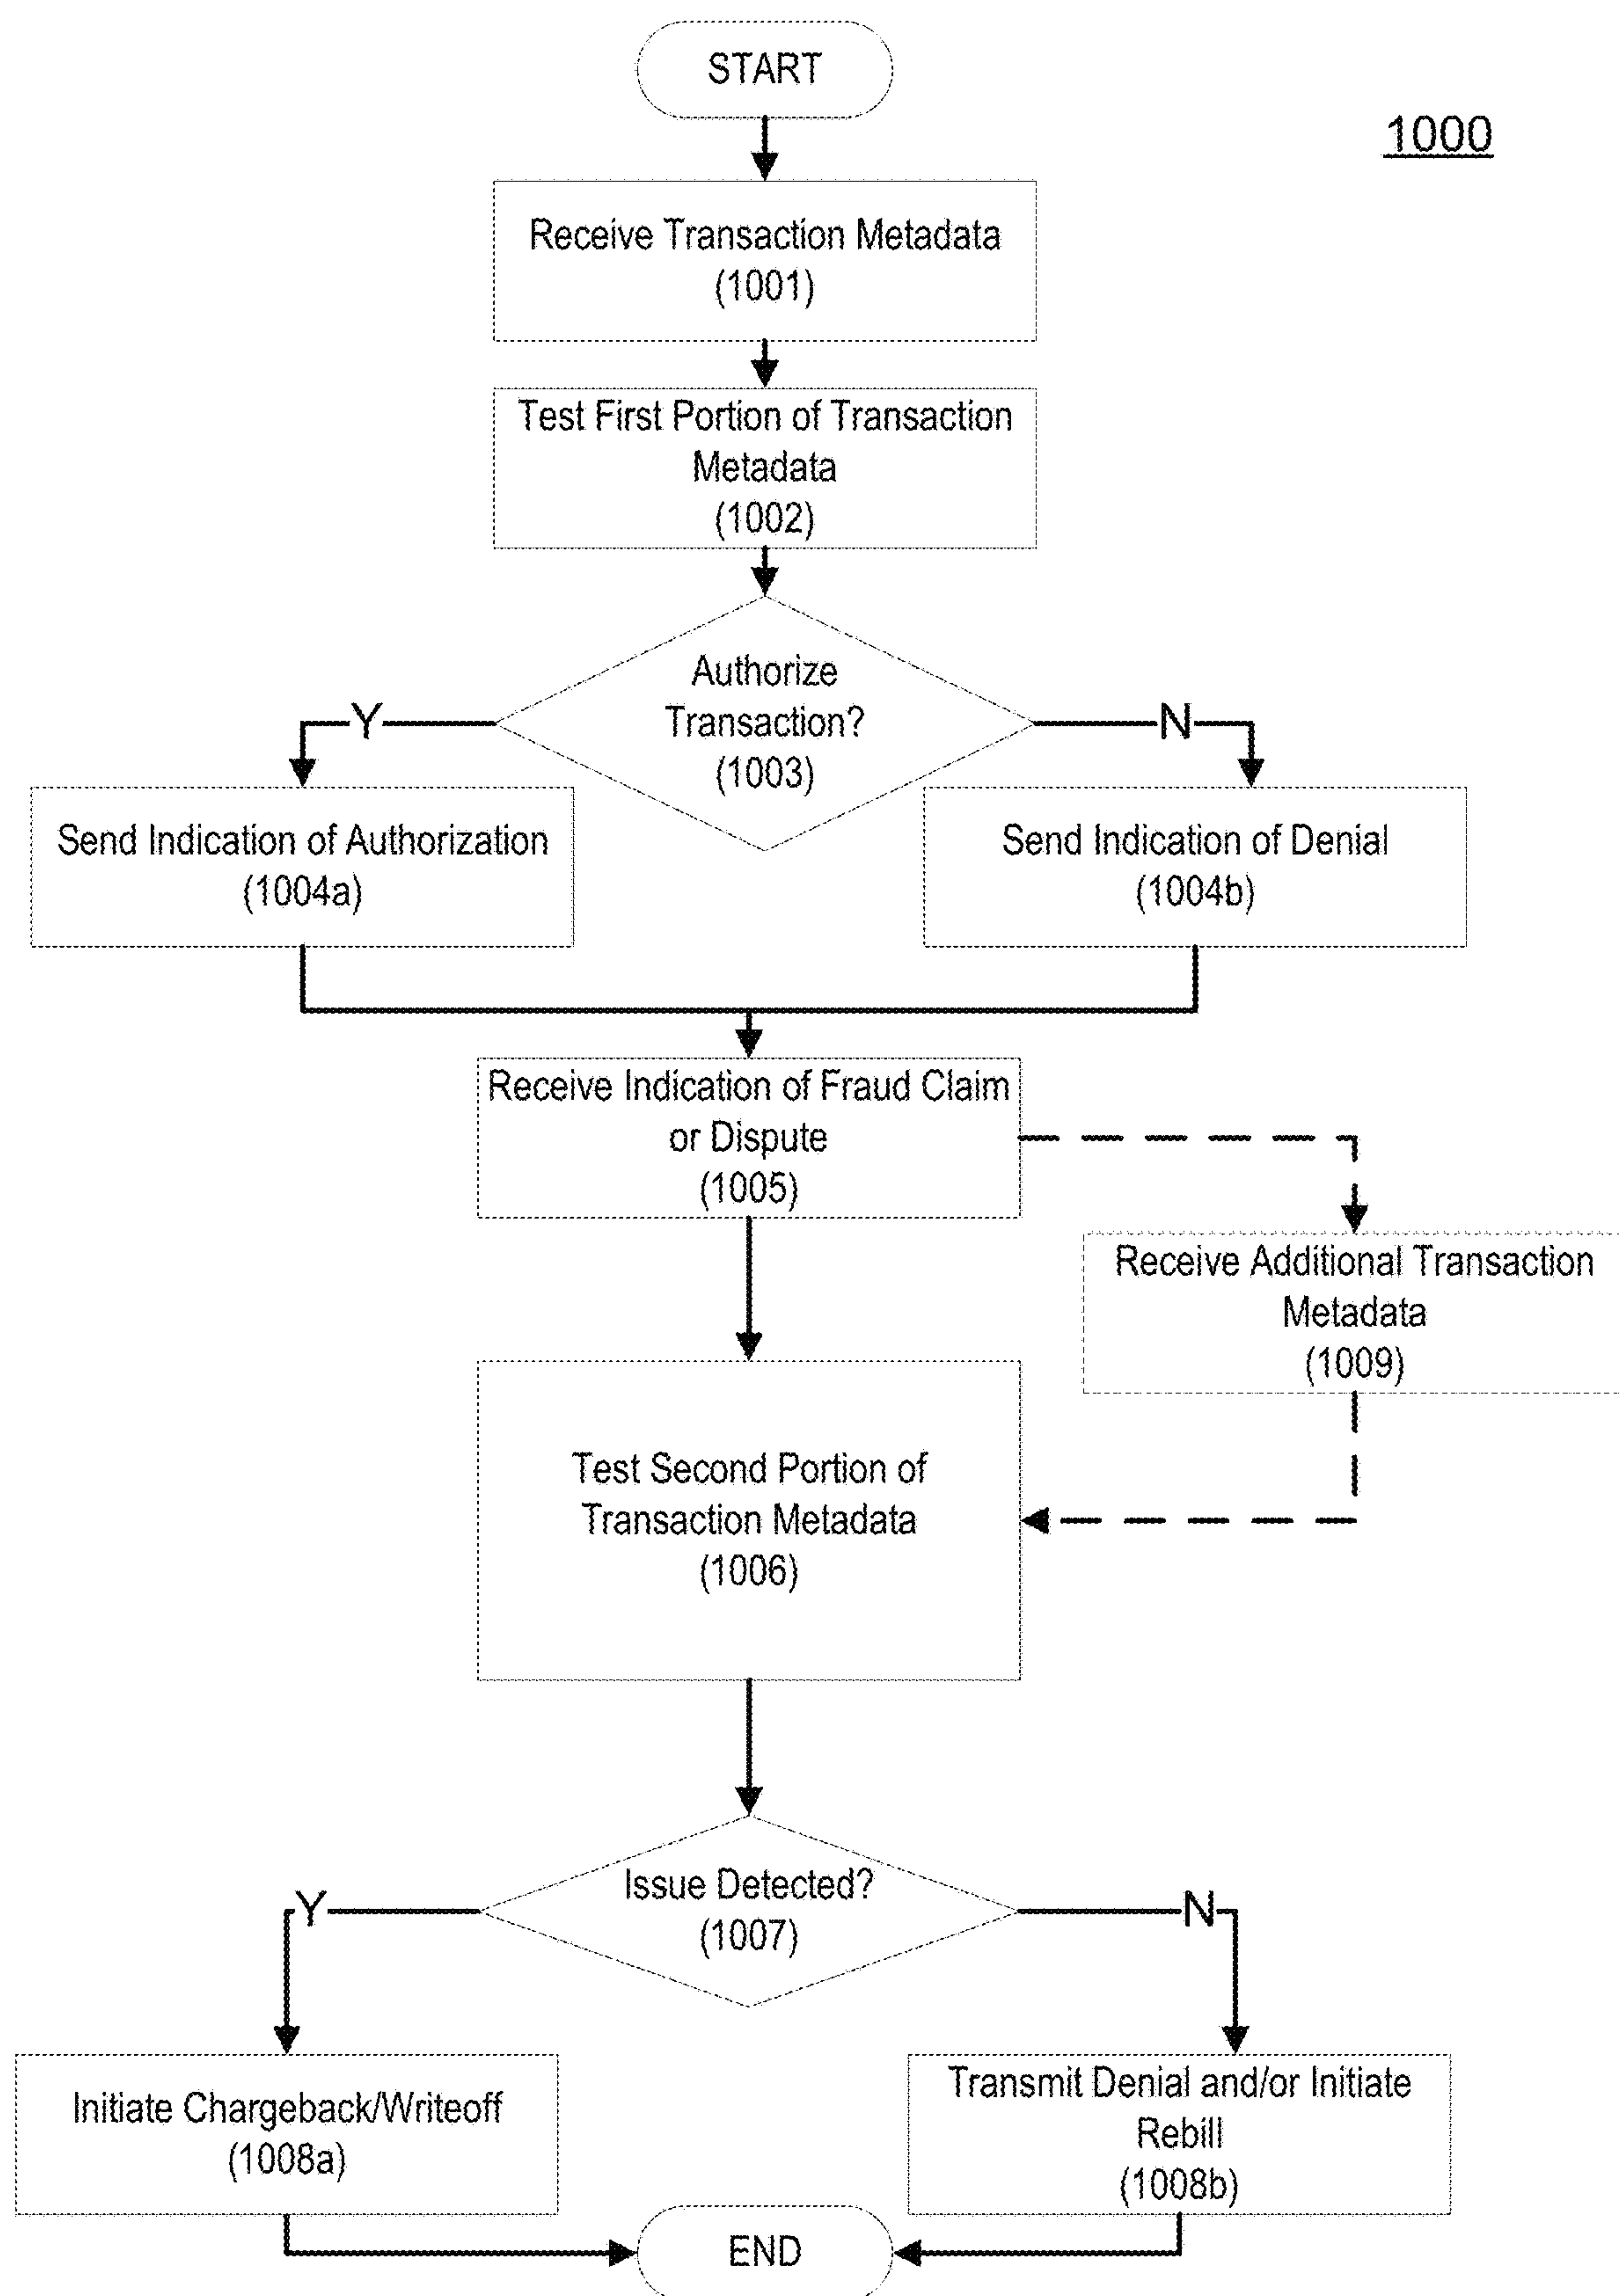 START
1000
Receive Transaction Metadata
(1001)
Test First Portion of Transaction
Metadata
(1002)
Authorize
Transaction?
(1003)
Y
N
Send Indication of Authorization
(1004a)
Send Indication of Denial
(1004b)
Receive Indication of Fraud Claim
or Dispute
(1005)
Receive Additional Transaction
Metadata
(1009)
Test Second Portion of
Transaction Metadata
(1006)
Issue Detected?
(1007)
Y
N
Initiate Chargeback/Writeoff
(1008a)
Transmit Denial and/or Initiate
Rebill
(1008b)
END